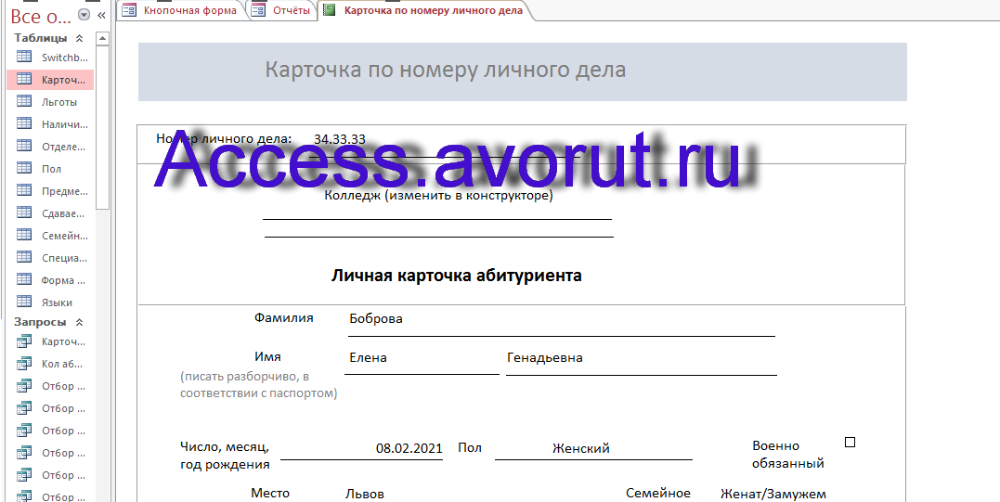 Все о...
Кнопочная форма Отчёты Карточка по номеру личного дела
Таблицы
Switchb...
Карточ...
Льготы
Наличи...
Отделе...
Пол
Предме...
Сдавае...
Семейн...
Специа...
Форма ...
Языки
Запросы
Карточ...
Кол аб...
Отбор ...
Отбор ...
Отбор ...
Отбор ...
Отбор ...
Отбор ...
Карточка по номеру личного дела
Номер личного дела: 34.33.33
Access.avorut.ru
Колледж (изменить в конструкторе)
Личная карточка абитуриента
Фамилия Боброва
Имя Елена Генадьевна
(писать разборчиво, в
соответствии с паспортом)
Число, месяц,
год рождения 08.02.2021 Пол Женский Военно
обязанный
Место Львов Семейное Женат/Замужем